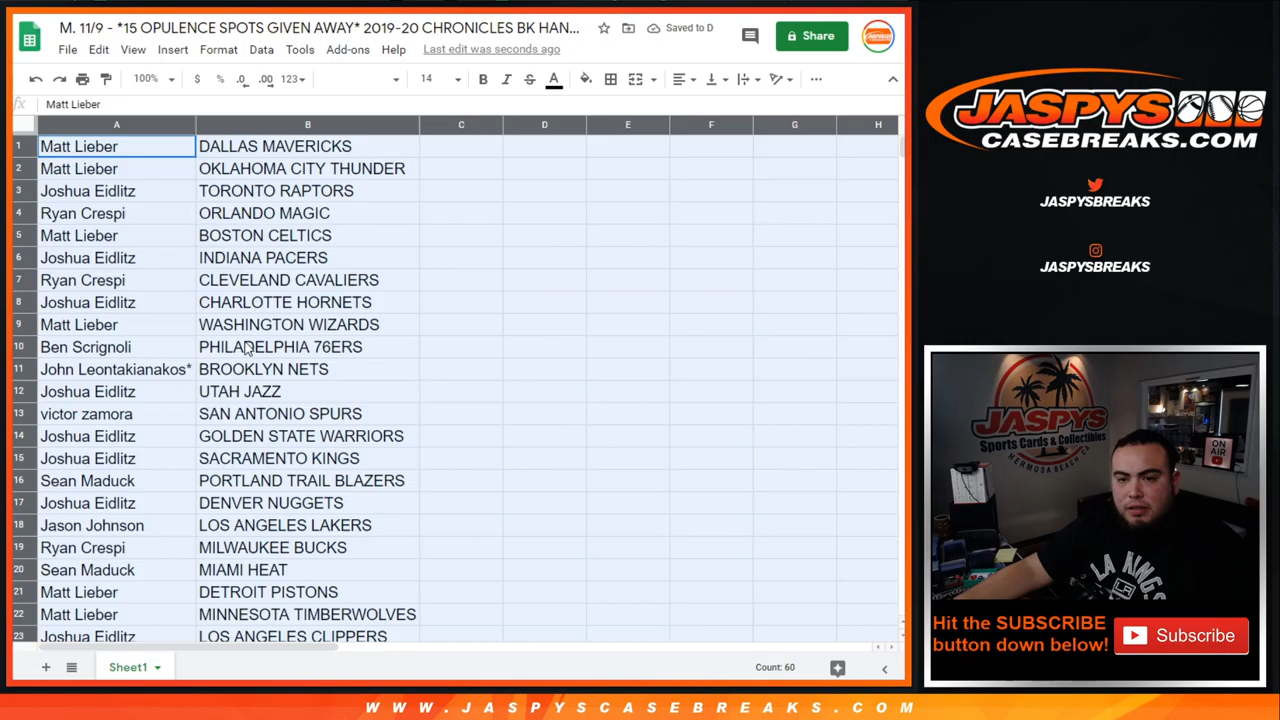 M. 11/9 - *15 OPULENCE SPOTS GIVEN AWAY* 2019-20 CHRONICLES BK HAN...
Saved to D
Share
File Edit View Insert Format Data Tools Add-ons Help Last edit was seconds ago
100% $ % .0 .00 123 14 B I S A
fx Matt Lieber
A B C D E F G H
1 Matt Lieber DALLAS MAVERICKS
2 Matt Lieber OKLAHOMA CITY THUNDER
3 Joshua Eidlitz TORONTO RAPTORS
4 Ryan Crespi ORLANDO MAGIC
5 Matt Lieber BOSTON CELTICS
6 Joshua Eidlitz INDIANA PACERS
7 Ryan Crespi CLEVELAND CAVALIERS
8 Joshua Eidlitz CHARLOTTE HORNETS
9 Matt Lieber WASHINGTON WIZARDS
10 Ben Scrignoli PHILADELPHIA 76ERS
11 John Leontakianakos* BROOKLYN NETS
12 Joshua Eidlitz UTAH JAZZ
13 victor zamora SAN ANTONIO SPURS
14 Joshua Eidlitz GOLDEN STATE WARRIORS
15 Joshua Eidlitz SACRAMENTO KINGS
16 Sean Maduck PORTLAND TRAIL BLAZERS
17 Joshua Eidlitz DENVER NUGGETS
18 Jason Johnson LOS ANGELES LAKERS
19 Ryan Crespi MILWAUKEE BUCKS
20 Sean Maduck MIAMI HEAT
21 Matt Lieber DETROIT PISTONS
22 Matt Lieber MINNESOTA TIMBERWOLVES
23 Joshua Eidlitz LOS ANGELES CLIPPERS
Sheet1
Count: 60
JASPYS
CASEBREAKS.COM
JASPYSBREAKS
JASPYSBREAKS
JASPYS
Sports Cards & Collectibles
HERMOSA BEACH, CA
ON AIR
LA KINGS
Hit the SUBSCRIBE
button down below!
Subscribe
WWW.JASPYSCASEBREAKS.COM